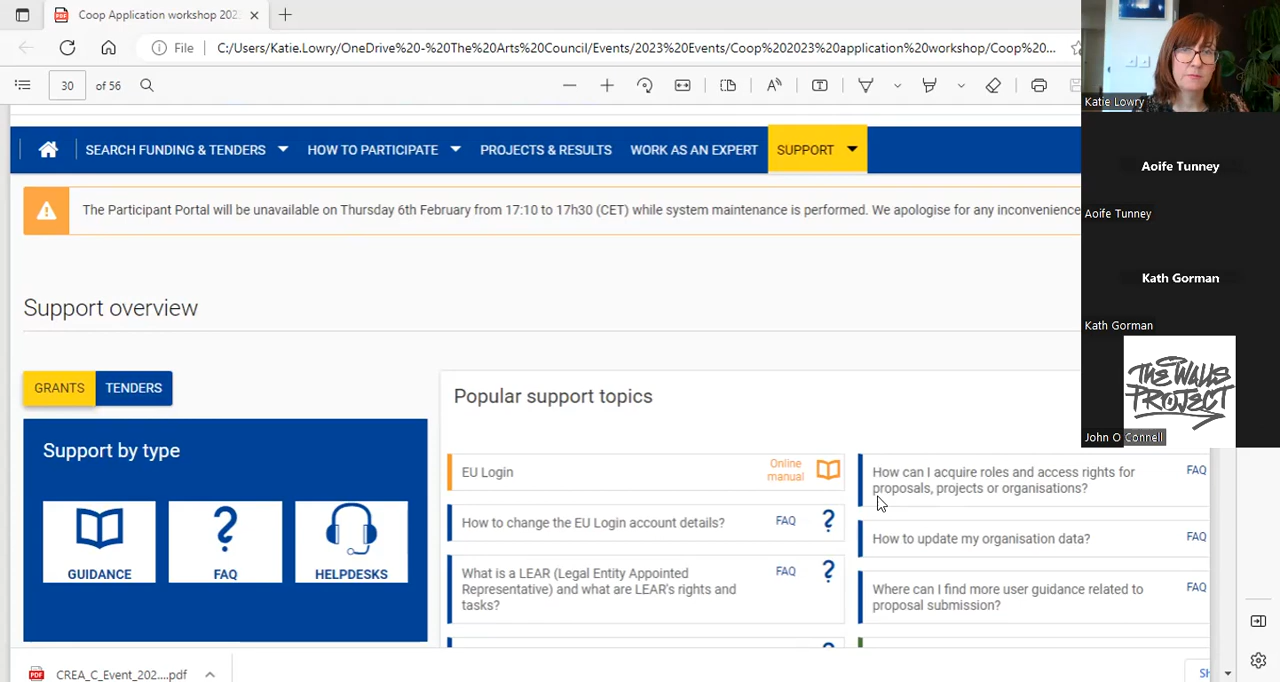 Coop Application workshop 202
File
C:/Users/Katie.Lowry/OneDrive%20-%20The%20Arts%20Council/Events/2023%20Events/Coop%202023%20application%20workshop/Coop%20...
30 of 56
SEARCH FUNDING & TENDERS HOW TO PARTICIPATE PROJECTS & RESULTS WORK AS AN EXPERT SUPPORT
The Participant Portal will be unavailable on Thursday 6th February from 17:10 to 17h30 (CET) while system maintenance is performed. We apologise for any inconvenience
Support overview
GRANTS TENDERS
Support by type
GUIDANCE FAQ HELPDESKS
Popular support topics
EU Login
Online
manual
How to change the EU Login account details?
FAQ
What is a LEAR (Legal Entity Appointed
Representative) and what are LEAR's rights and
tasks?
FAQ
How can I acquire roles and access rights for
proposals, projects or organisations?
FAQ
How to update my organisation data?
FAQ
Where can I find more user guidance related to
proposal submission?
FAQ
CREA_C_Event_202....pdf
Sh
Katie Lowry
Aoife Tunney
Aoife Tunney
Kath Gorman
Kath Gorman
THE WALLS
PROJECT
John O Connell